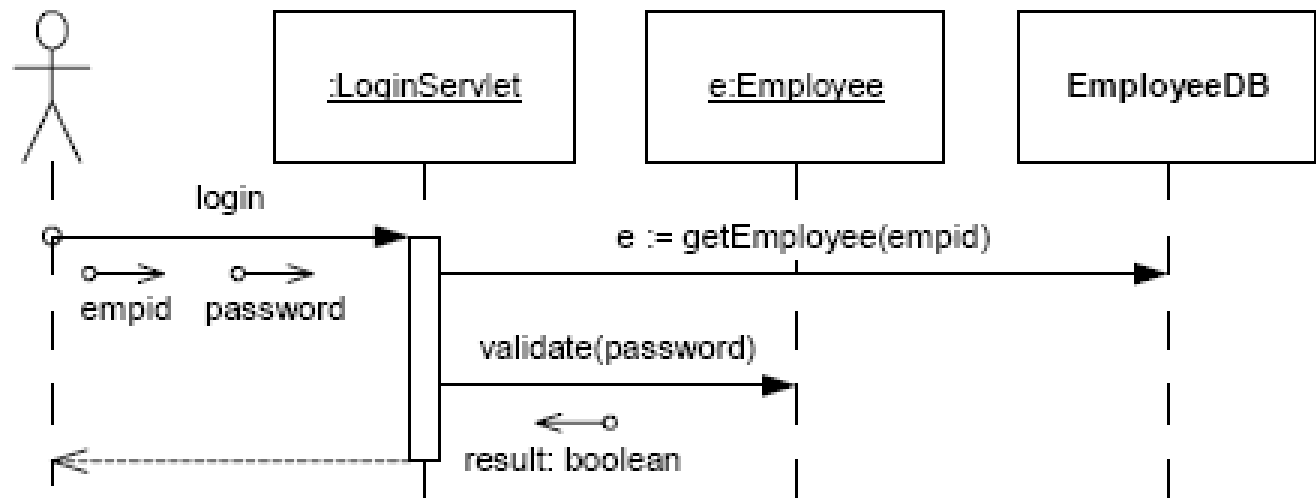 :LoginServlet
e:Employee
EmployeeDB
login
e := getEmployee(empid)
empid
password
validate(password)
result: boolean